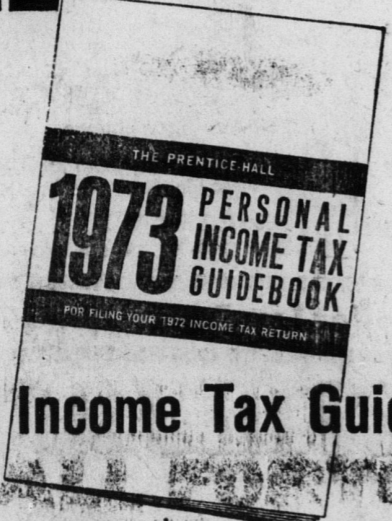 THE PRENTICE-HALL
1973 PERSONAL
INCOME TAX
GUIDEBOOK
FOR FILING YOUR 1972 INCOME TAX RETURN
Income Tax Gui